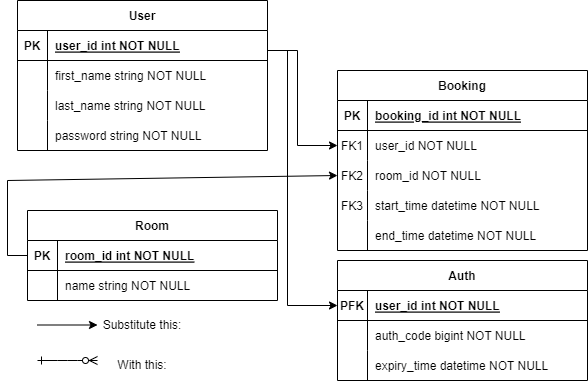 User
PK user_id int NOT NULL
first_name string NOT NULL
last_name string NOT NULL
password string NOT NULL
Booking
PK booking_id int NOT NULL
FK1 user_id NOT NULL
FK2 room_id NOT NULL
FK3 start_time datetime NOT NULL
end_time datetime NOT NULL
Room
PK room_id int NOT NULL
name string NOT NULL
Auth
PFK user_id int NOT NULL
auth_code bigint NOT NULL
expiry_time datetime NOT NULL
Substitute this:
With this: